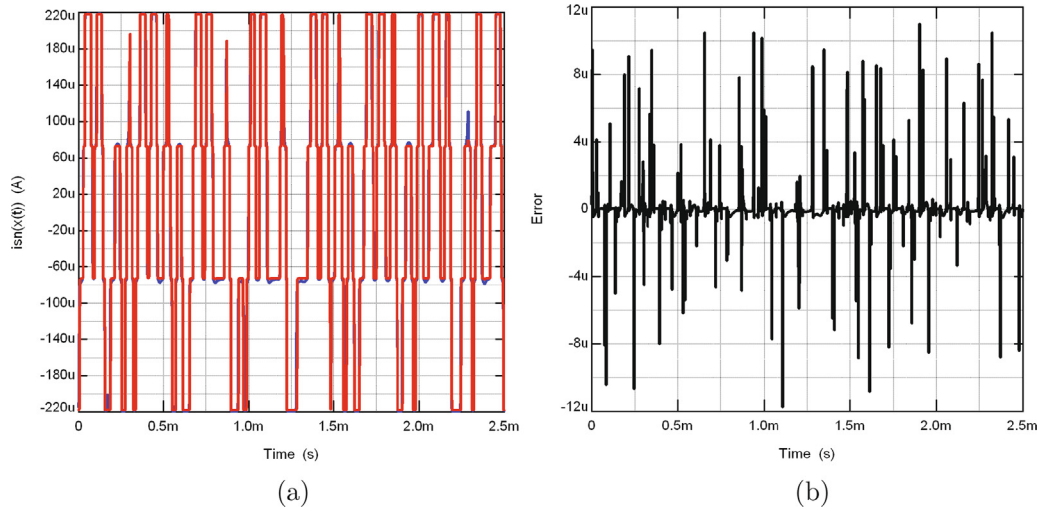 220u
180u
140u
100u
60u
20u
-20u
-60u
-100u
-140u
-180u
-220u
isn(x(t)) (A)
0
0.5m
1.0m
1.5m
2.0m
2.5m
Time (s)
(a)
12u
8u
4u
0
-4u
-8u
-12u
Error
0
0.5m
1.0m
1.5m
2.0m
2.5m
Time (s)
(b)